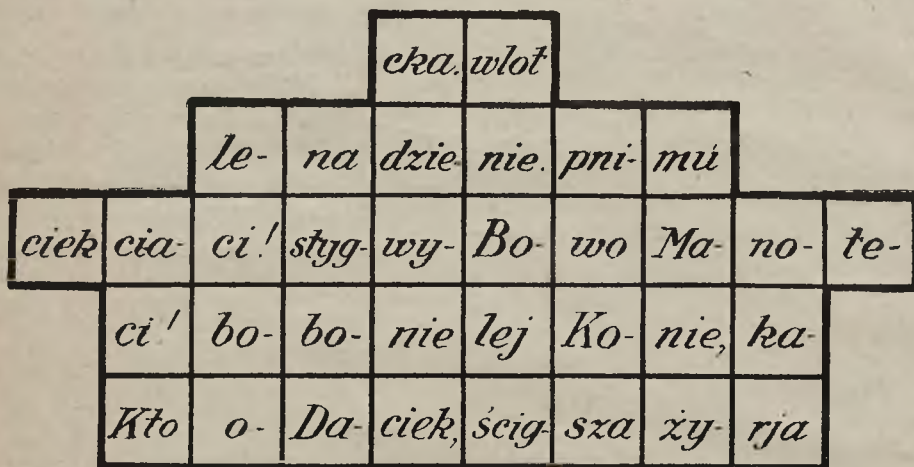 cka. wlot
le- na dzie- nie. pni- mú
ciek cia- ci! styg- wy- Bo- wo Ma- no- te-
ci! bo- bo- nie lej Ko- nie, ka-
Kto o- Da- ciek, ścig- sza ży- rja